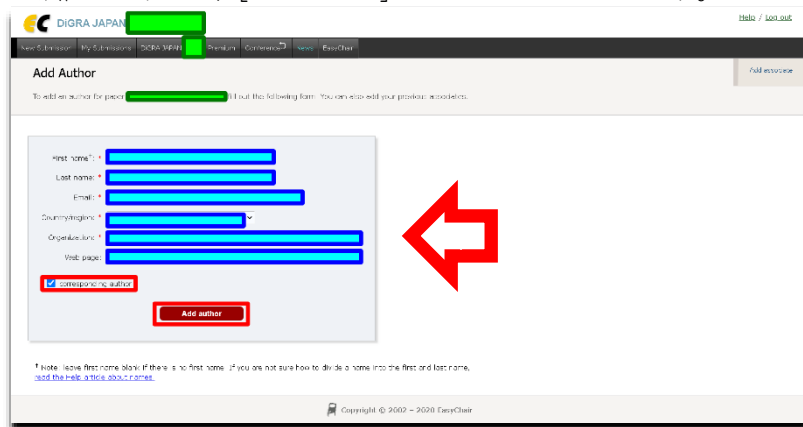 DiGRA JAPAN
Help / Log out
New Submission My Submissions DiGRA JAPAN Premium Conference News EasyChair
Add Author
Add associate
To add an author for paper fill out the following form. You can also add your previous associates.
First name†: *
Last name: *
Email: *
Country/region: *
Organization: *
Web page:
corresponding author
Add author
† Note: leave first name blank if there is no first name. If you are not sure how to divide a name into the first and last name,
read the Help article about names.
Copyright © 2002 – 2020 EasyChair